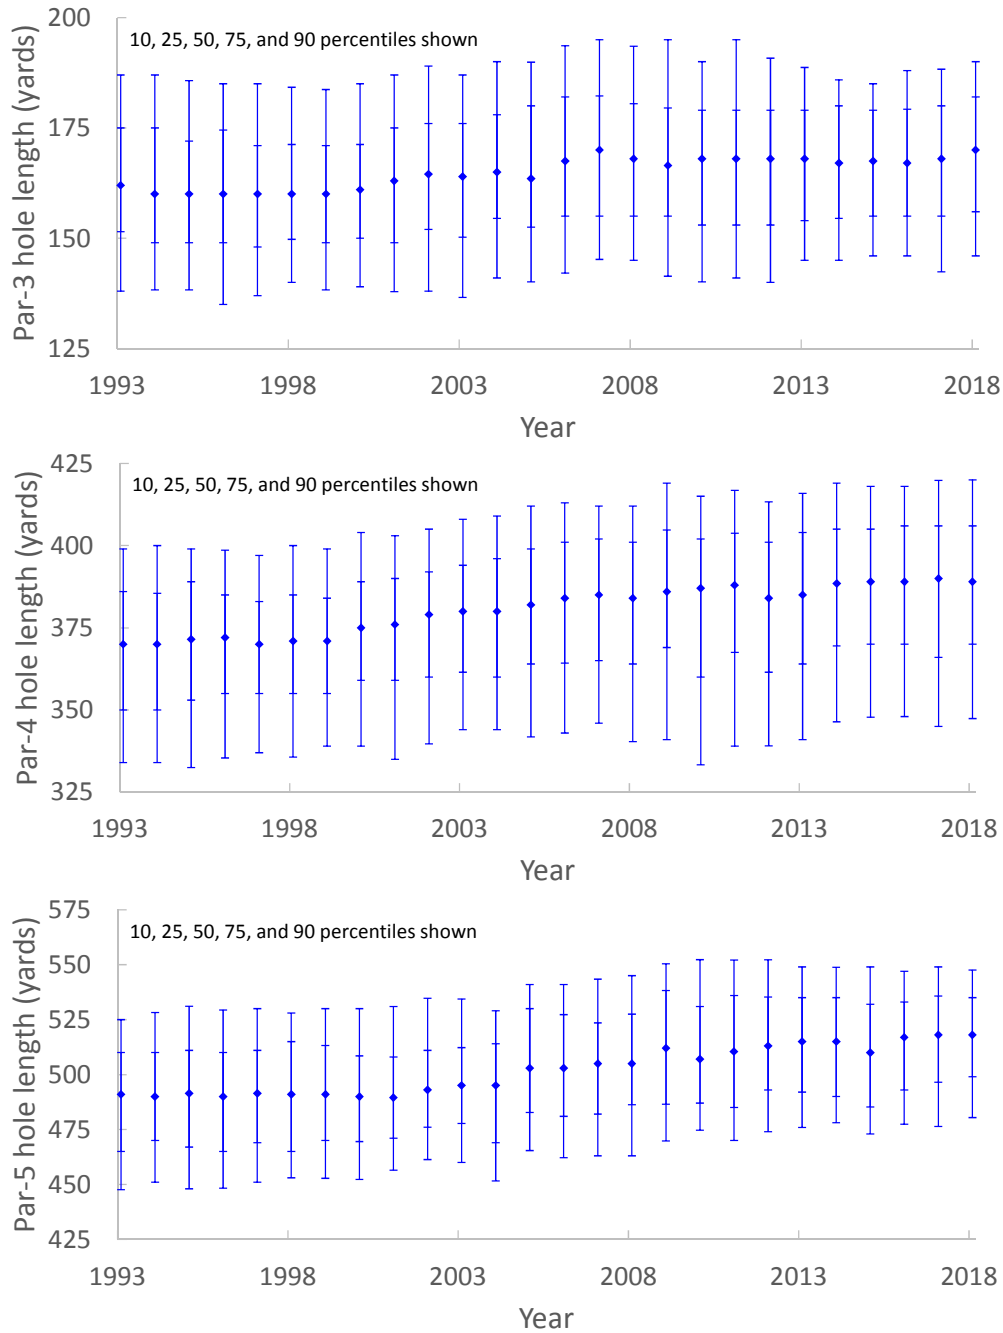 Par-3 hole length (yards)
10, 25, 50, 75, and 90 percentiles shown
200
175
150
125
1993 1998 2003 2008 2013 2018
Year
Par-4 hole length (yards)
10, 25, 50, 75, and 90 percentiles shown
425
400
375
350
325
1993 1998 2003 2008 2013 2018
Year
Par-5 hole length (yards)
10, 25, 50, 75, and 90 percentiles shown
575
550
525
500
475
450
425
1993 1998 2003 2008 2013 2018
Year